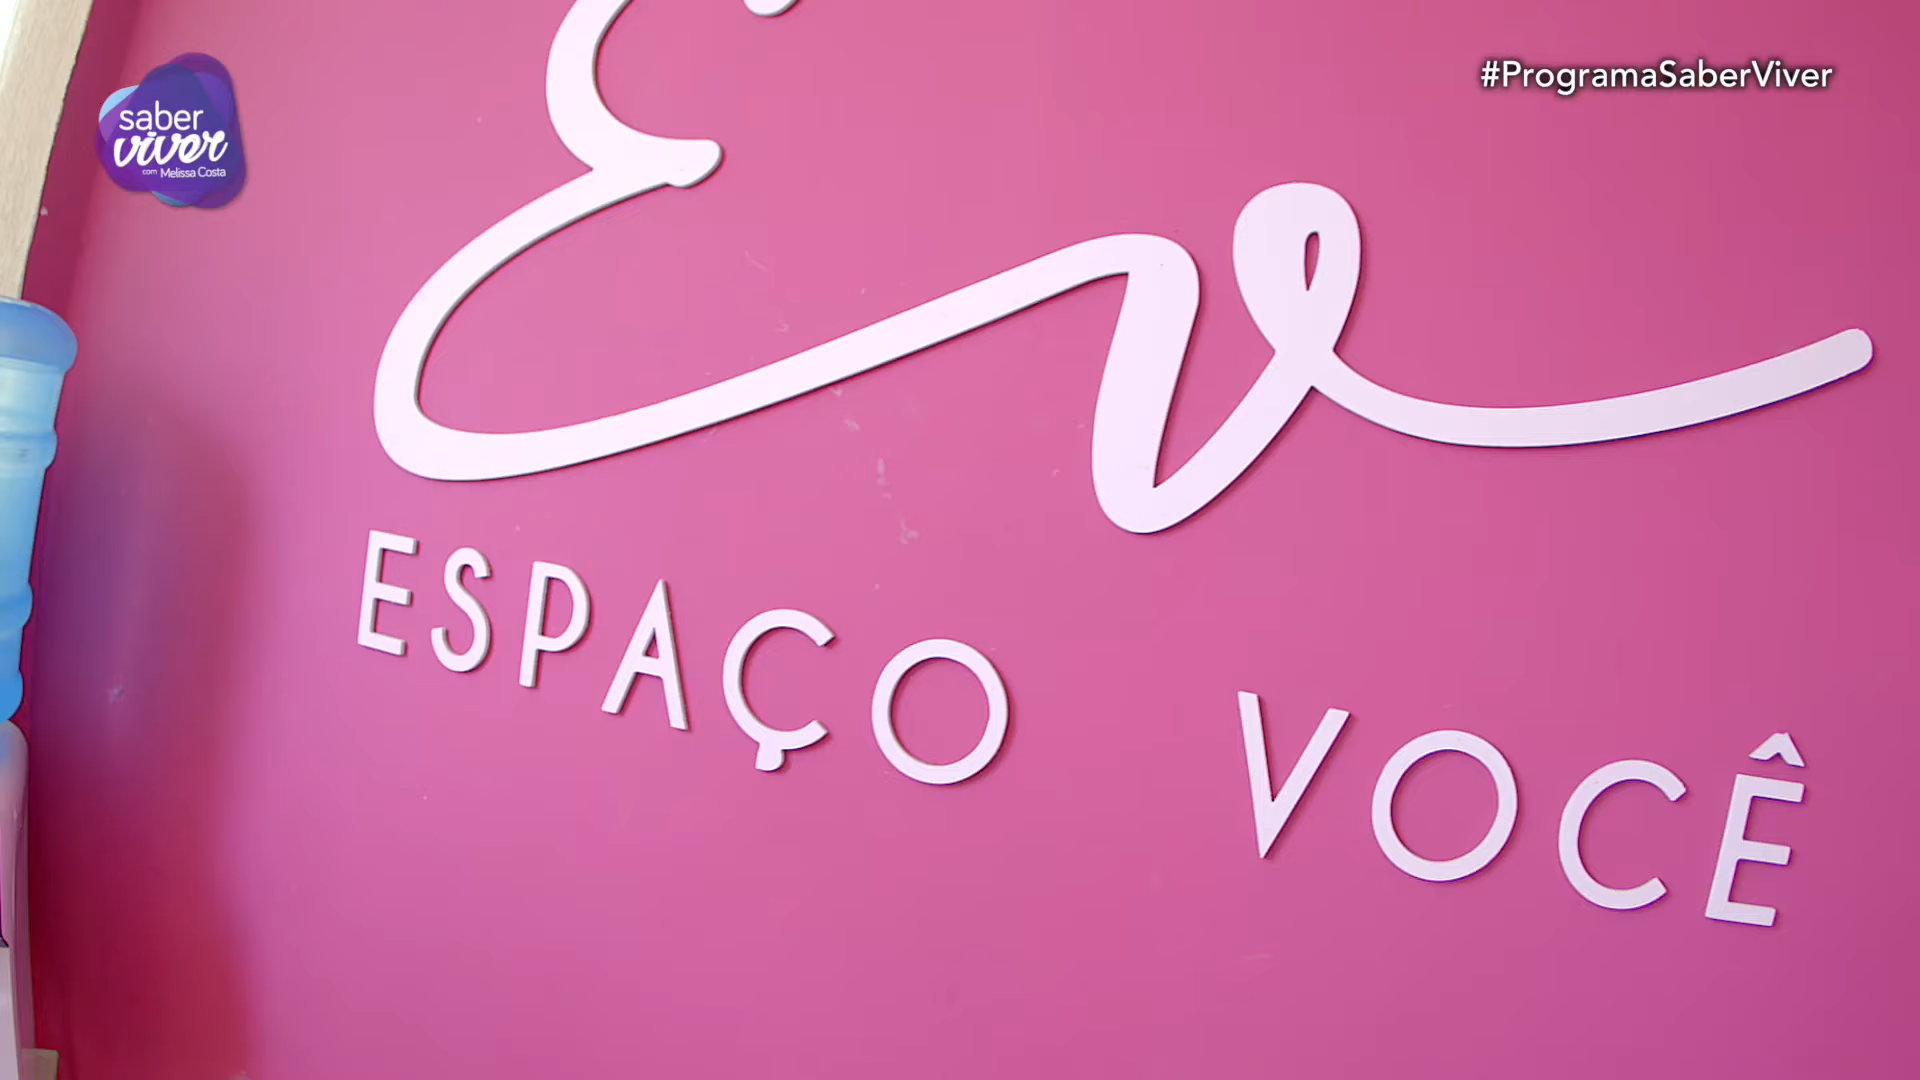 saber
viver
com Melissa Costa
#ProgramaSaberViver
Ev
ESPAÇO VOCÊ